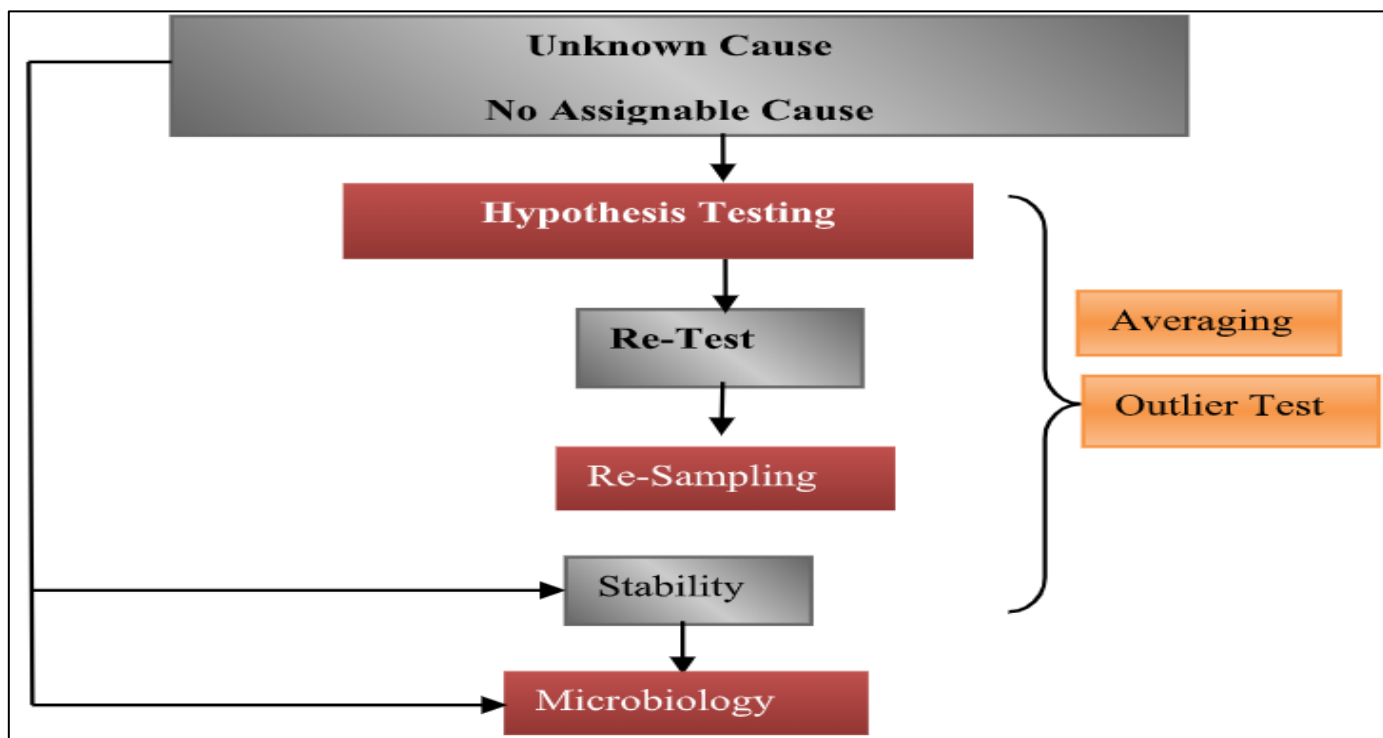 Unknown Cause
No Assignable Cause
Hypothesis Testing
Averaging
Re-Test
Outlier Test
Re-Sampling
Stability
Microbiology